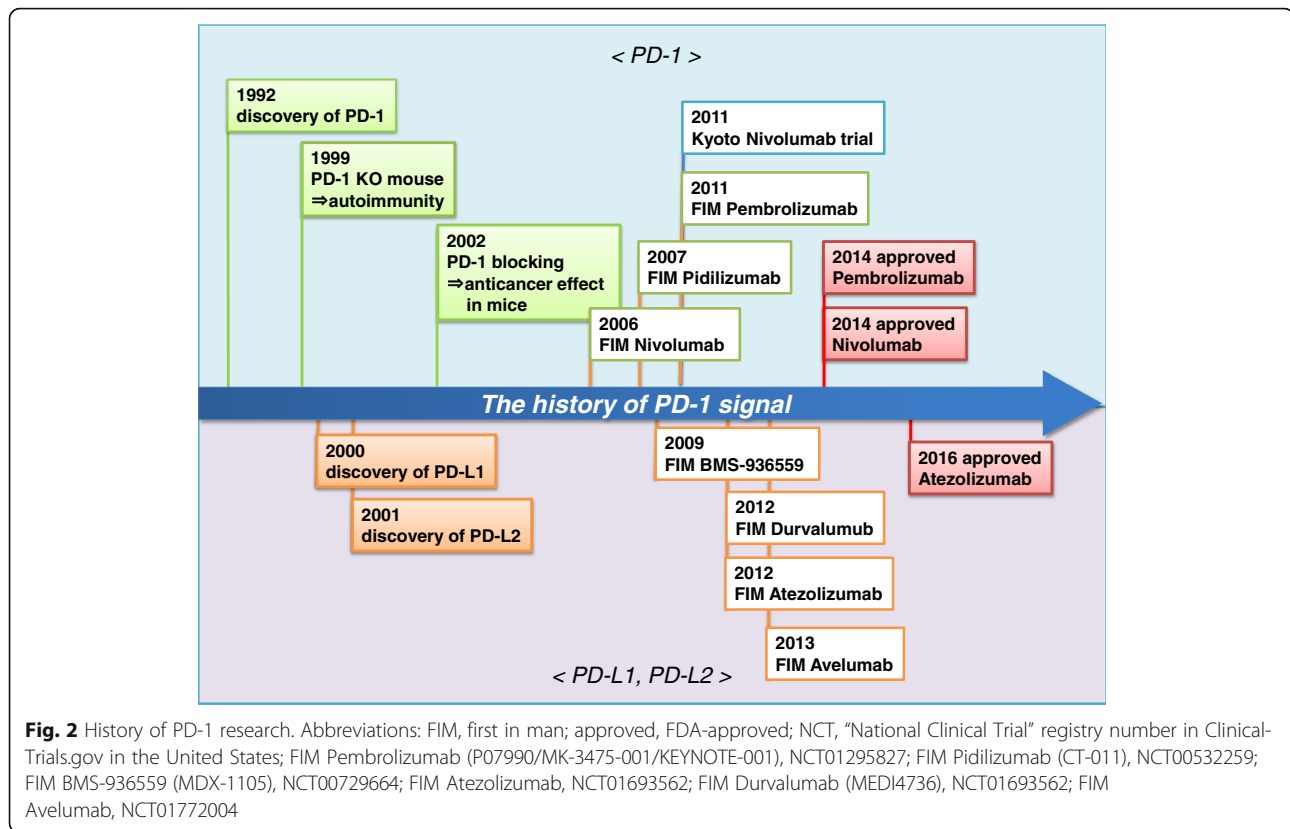 < PD-1 >
1992
discovery of PD-1
1999
PD-1 KO mouse
⇒autoimmunity
2002
PD-1 blocking
⇒anticancer effect
in mice
2006
FIM Nivolumab
2007
FIM Pidilizumab
2011
Kyoto Nivolumab trial
2011
FIM Pembrolizumab
2014 approved
Pembrolizumab
2014 approved
Nivolumab
The history of PD-1 signal
2000
discovery of PD-L1
2001
discovery of PD-L2
2009
FIM BMS-936559
2012
FIM Durvalumub
2012
FIM Atezolizumab
2013
FIM Avelumab
2016 approved
Atezolizumab
< PD-L1, PD-L2 >
Fig. 2 History of PD-1 research. Abbreviations: FIM, first in man; approved, FDA-approved; NCT, “National Clinical Trial” registry number in Clinical-
Trials.gov in the United States; FIM Pembrolizumab (P07990/MK-3475-001/KEYNOTE-001), NCT01295827; FIM Pidilizumab (CT-011), NCT00532259;
FIM BMS-936559 (MDX-1105), NCT00729664; FIM Atezolizumab, NCT01693562; FIM Durvalumab (MEDI4736), NCT01693562; FIM
Avelumab, NCT01772004